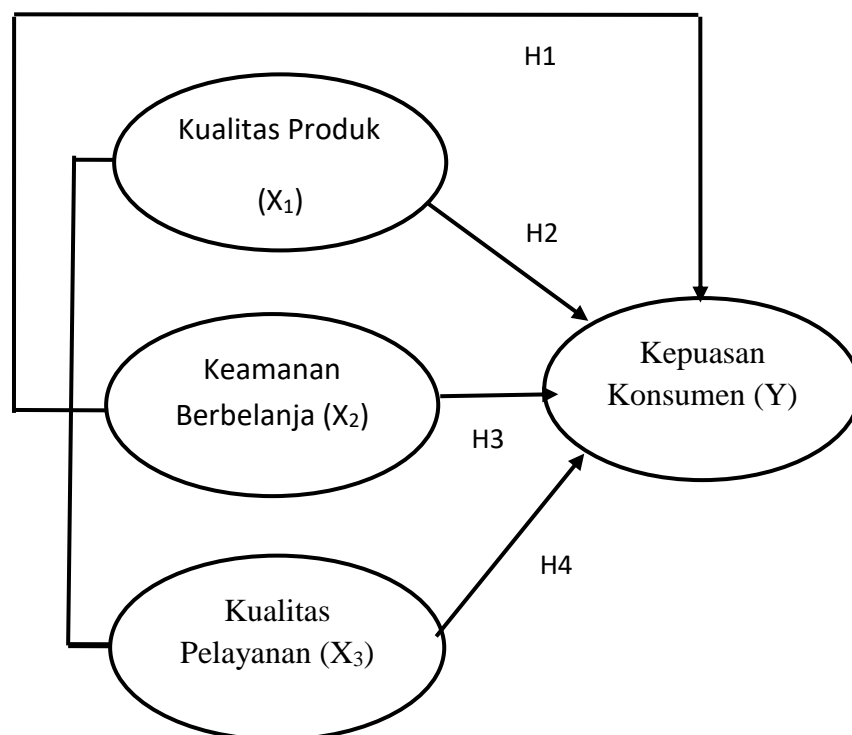 H1
Kualitas Produk
(X₁)
H2
Keamanan
Berbelanja (X₂)
H3
Kepuasan
Konsumen (Y)
H4
Kualitas
Pelayanan (X₃)